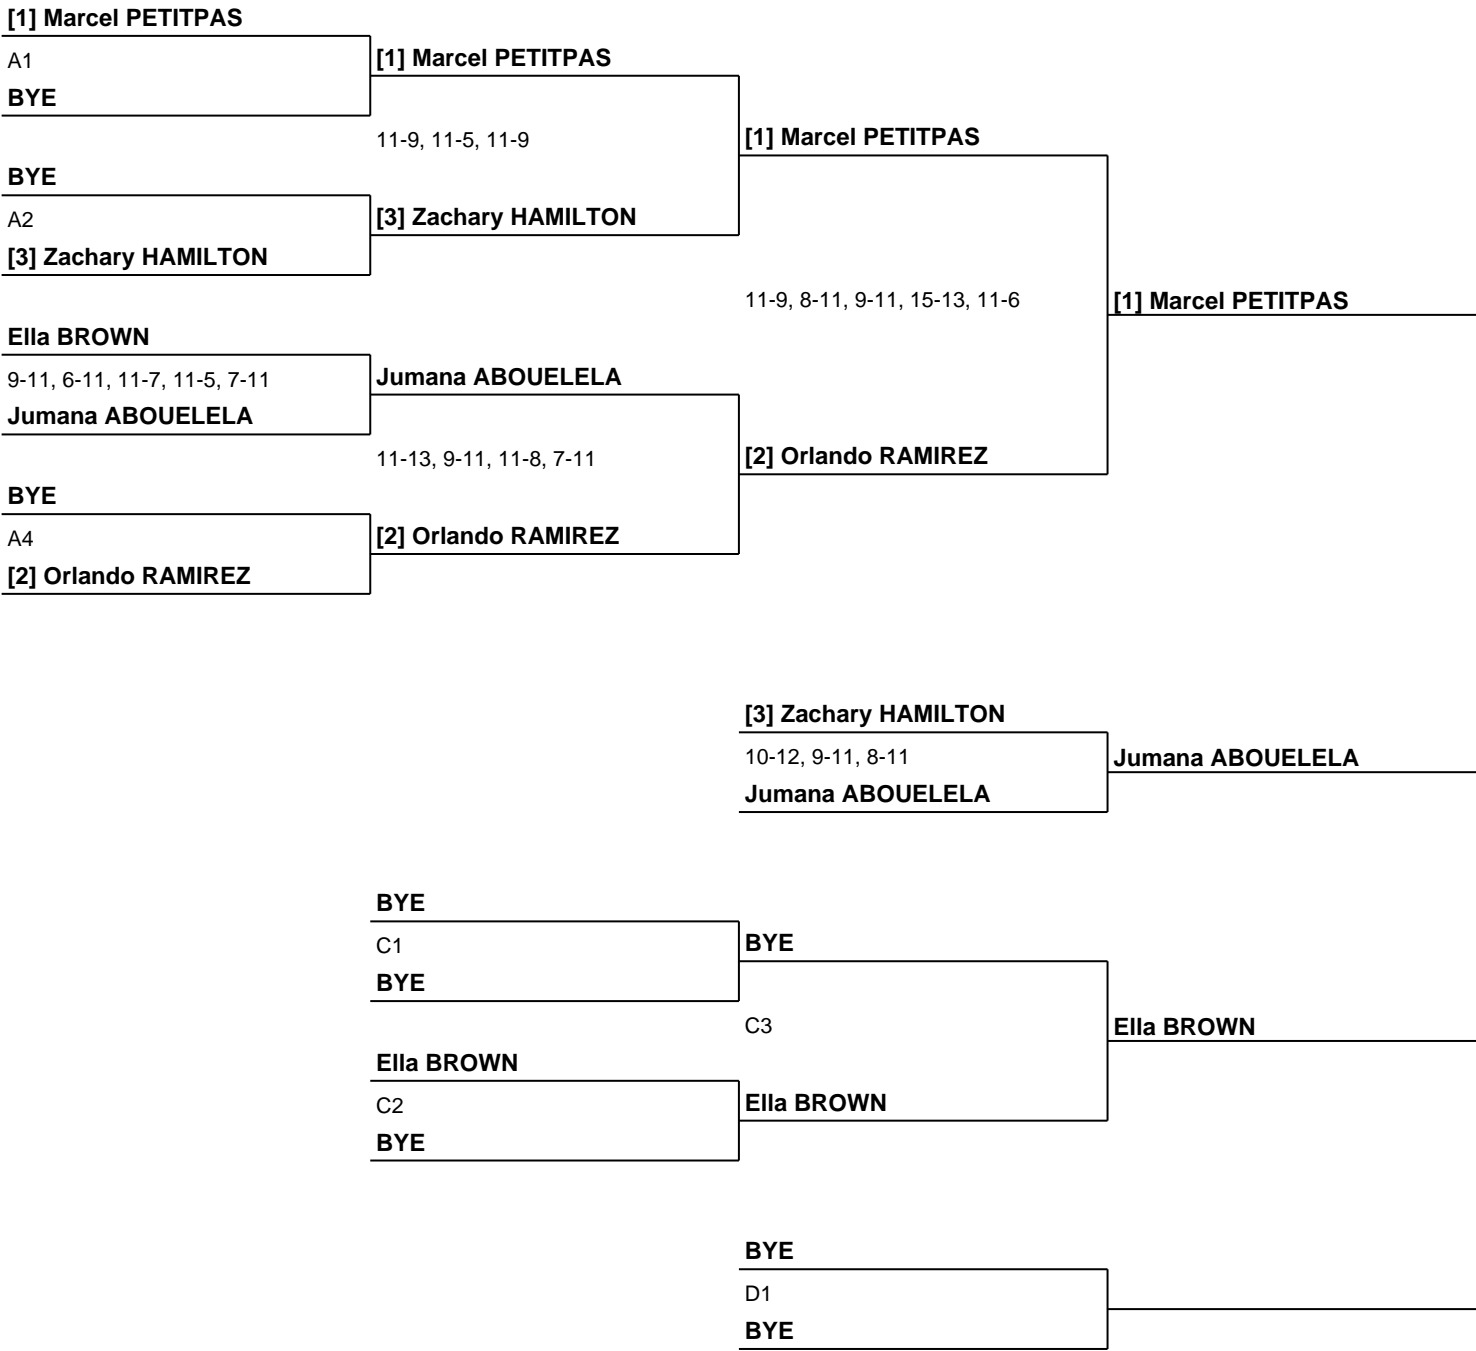 [1] Marcel PETITPAS
A1
BYE
[1] Marcel PETITPAS
11-9, 11-5, 11-9
[1] Marcel PETITPAS
BYE
A2
[3] Zachary HAMILTON
[3] Zachary HAMILTON
11-9, 8-11, 9-11, 15-13, 11-6
[1] Marcel PETITPAS
Ella BROWN
9-11, 6-11, 11-7, 11-5, 7-11
Jumana ABOUELELA
Jumana ABOUELELA
11-13, 9-11, 11-8, 7-11
[2] Orlando RAMIREZ
BYE
A4
[2] Orlando RAMIREZ
[2] Orlando RAMIREZ
[3] Zachary HAMILTON
10-12, 9-11, 8-11
Jumana ABOUELELA
Jumana ABOUELELA
BYE
C1
BYE
BYE
C3
Ella BROWN
Ella BROWN
C2
BYE
Ella BROWN
BYE
D1
BYE